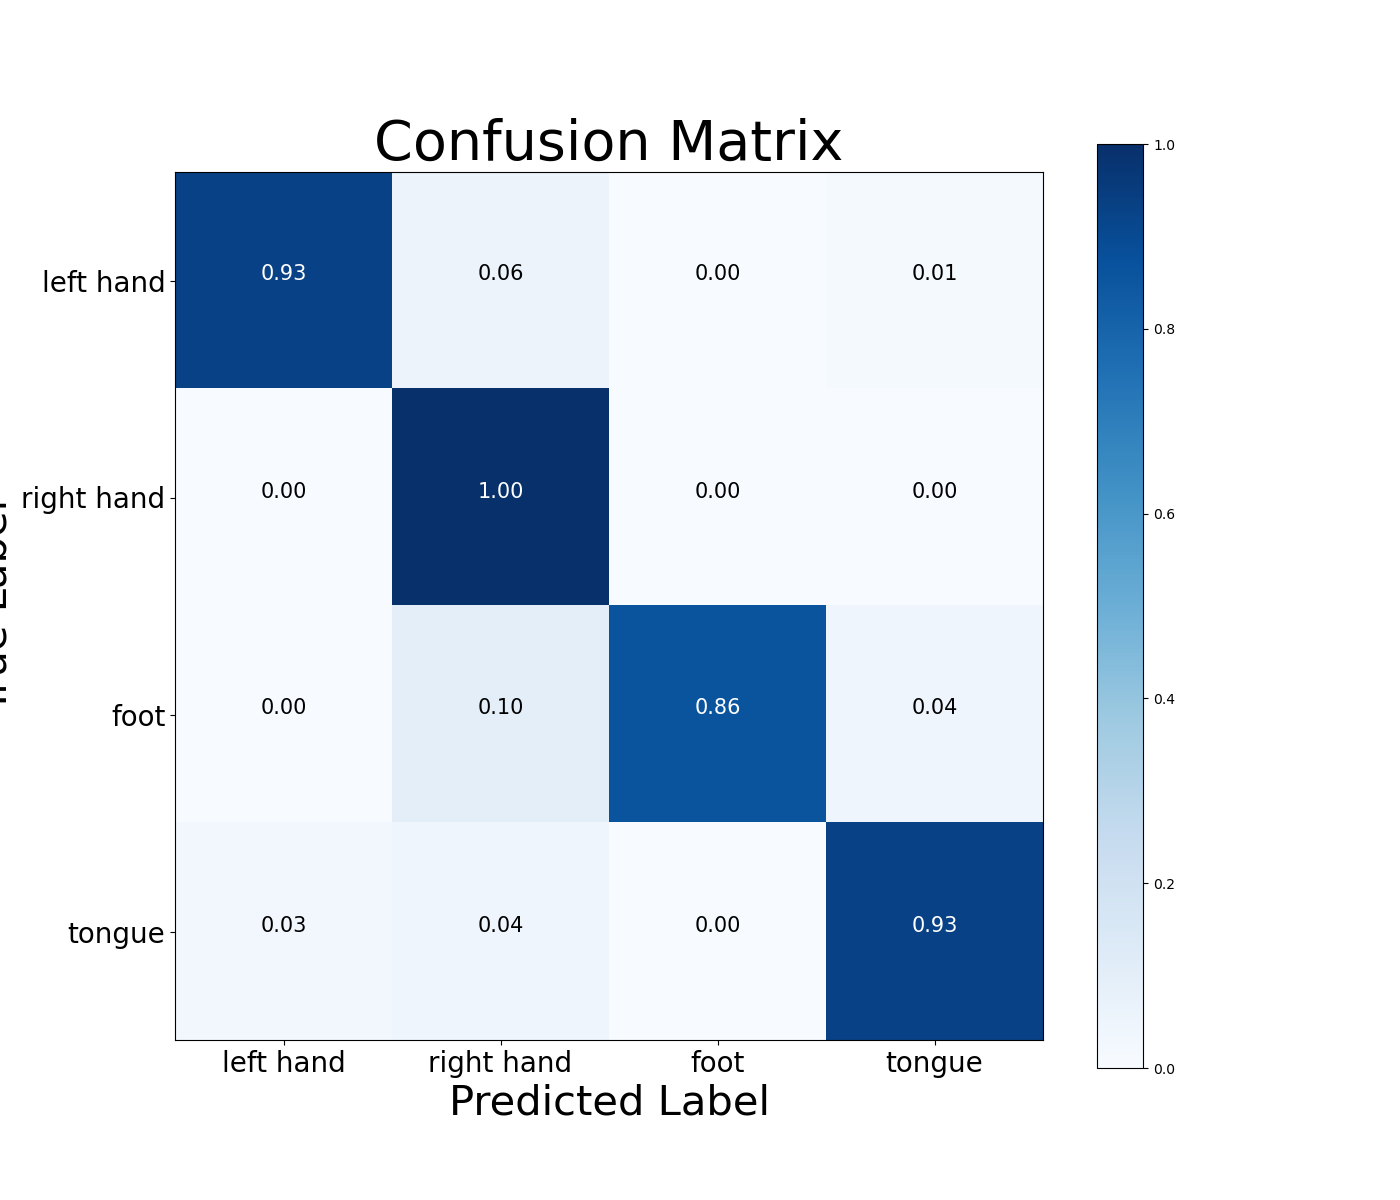 Confusion Matrix
left hand 0.93 0.06 0.00 0.01
right hand 0.00 1.00 0.00 0.00
foot 0.00 0.10 0.86 0.04
tongue 0.03 0.04 0.00 0.93
left hand right hand foot tongue
Predicted Label
1.0
0.8
0.6
0.4
0.2
0.0